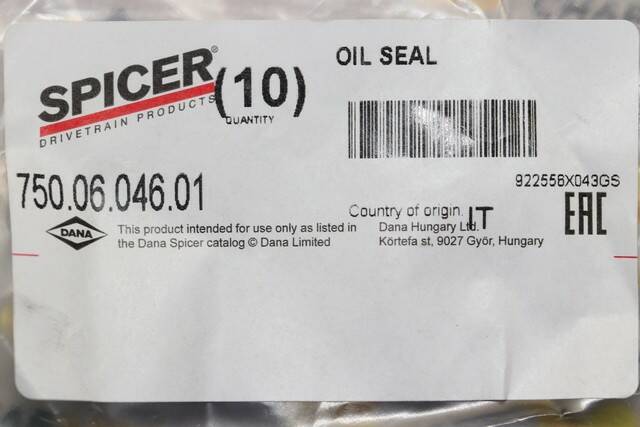 SPICER®
DRIVETRAIN PRODUCTS
(10)
QUANTITY
OIL SEAL
750.06.046.01
922556X043GS
DANA
This product intended for use only as listed in
the Dana Spicer catalog © Dana Limited
Country of origin. IT
Dana Hungary Ltd.
Körtefa st, 9027 Győr, Hungary
EAC